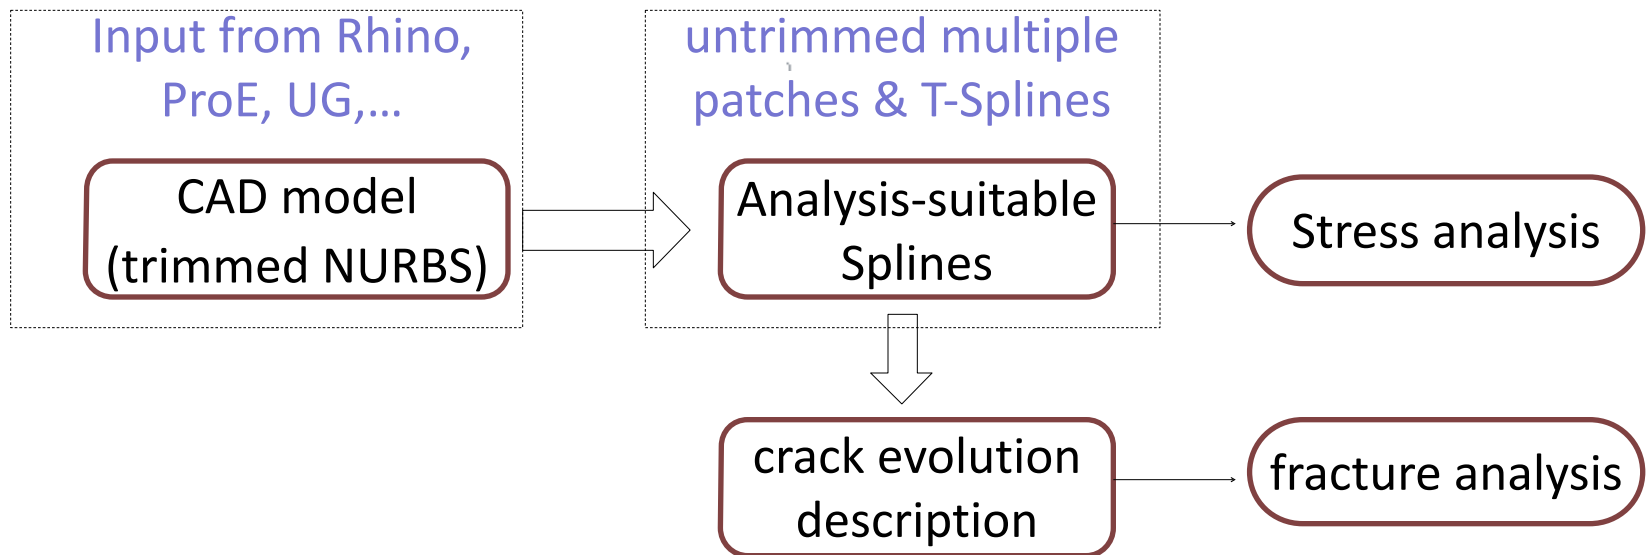 Input from Rhino,
ProE, UG,...
CAD model
(trimmed NURBS)
untrimmed multiple
patches & T-Splines
Analysis-suitable
Splines
Stress analysis
crack evolution
description
fracture analysis